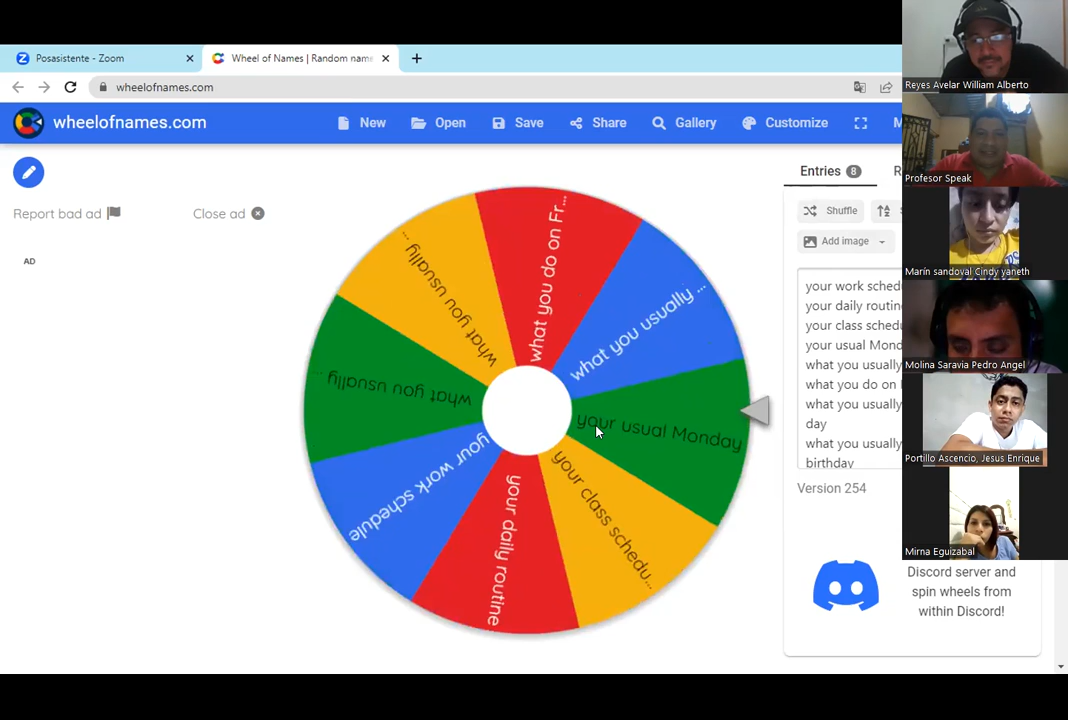 Posasistente - Zoom
Wheel of Names | Random name
wheelofnames.com
wheelofnames.com
New
Open
Save
Share
Gallery
Customize
Report bad ad
Close ad
AD
what you do on Fr...
what you usually ...
your usual Monday
your class schedu...
your daily routine
your work schedule
what you usually ...
what you usually ...
Entries 8
Shuffle
Add image
your work schedu
your daily routin
your class schedu
your usual Mond
what you usually
what you do on
what you usually
day
what you usually
birthday
Version 254
Discord server and
spin wheels from
within Discord!
Reyes Avelar William Alberto
Profesor Speak
Marín sandoval Cindy yaneth
Molina Saravia Pedro Angel
Portillo Ascencio, Jesus Enrique
Mirna Eguizabal